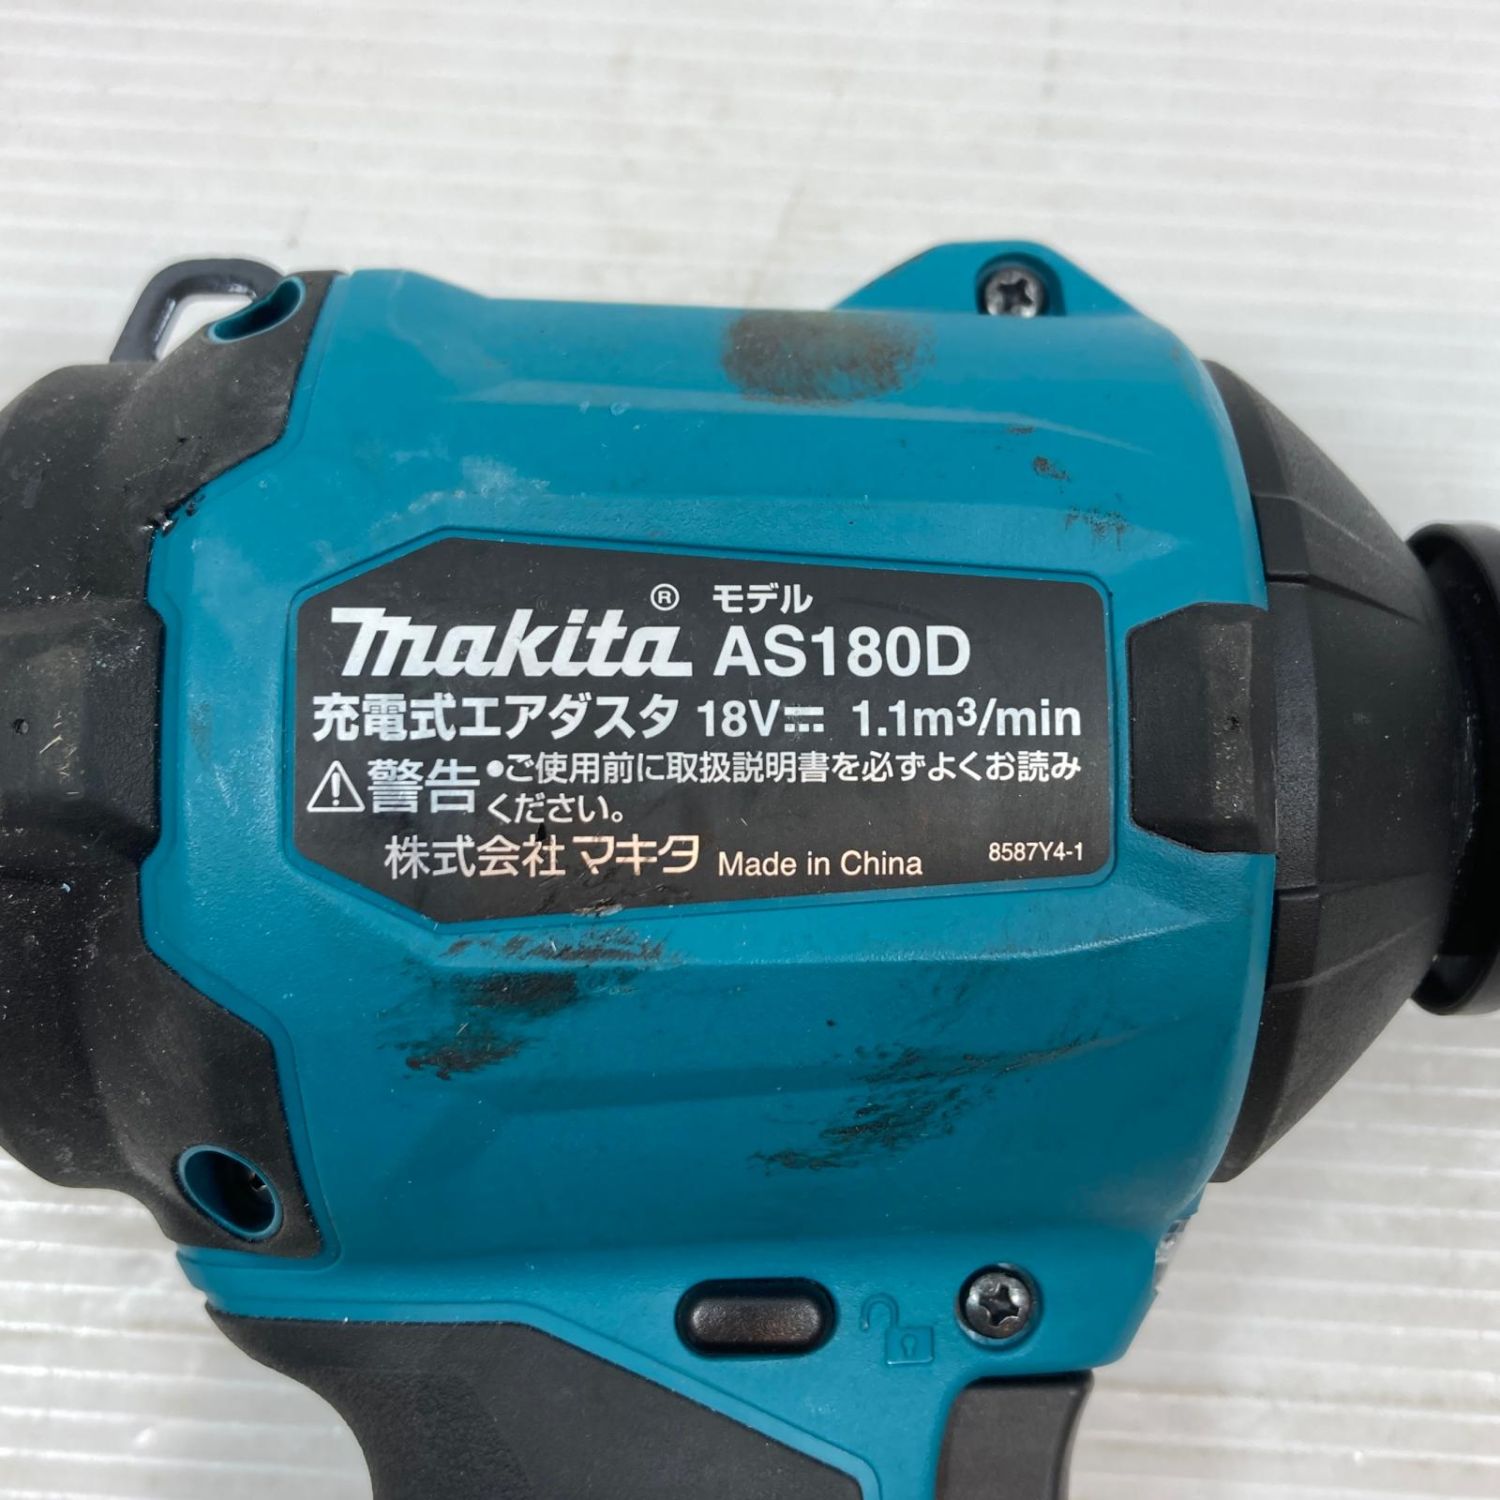 makita® モデル
AS180D
充電式エアダスタ 18V⎓ 1.1m³/min
⚠警告 •ご使用前に取扱説明書を必ずよくお読み
ください。
株式会社マキタ Made in China 8587Y4-1